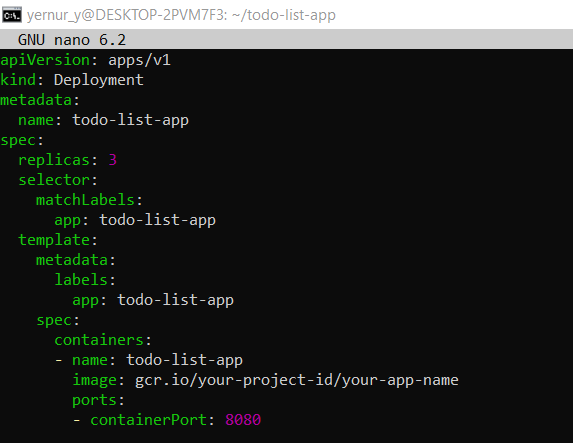 yernur_y@DESKTOP-2PVM7F3: ~/todo-list-app
GNU nano 6.2
apiVersion: apps/v1
kind: Deployment
metadata:
  name: todo-list-app
spec:
  replicas: 3
  selector:
    matchLabels:
      app: todo-list-app
  template:
    metadata:
      labels:
        app: todo-list-app
    spec:
      containers:
      - name: todo-list-app
        image: gcr.io/your-project-id/your-app-name
        ports:
        - containerPort: 8080